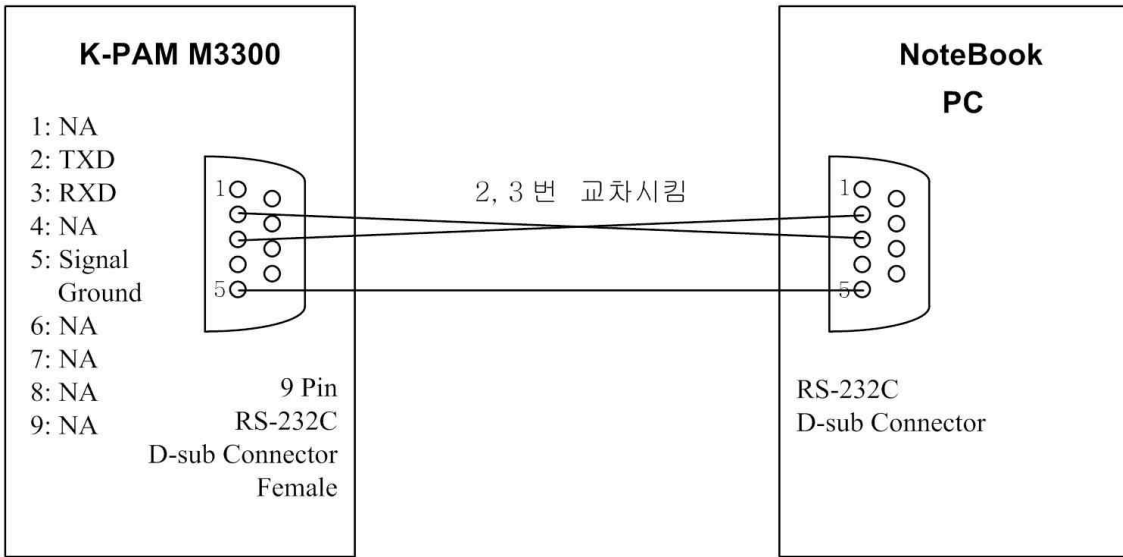 K-PAM M3300
1: NA
2: TXD
3: RXD
4: NA
5: Signal
Ground
6: NA
7: NA
8: NA
9: NA
1
5
9 Pin
RS-232C
D-sub Connector
Female
2, 3 번 교차시킴
NoteBook
PC
1
5
RS-232C
D-sub Connector